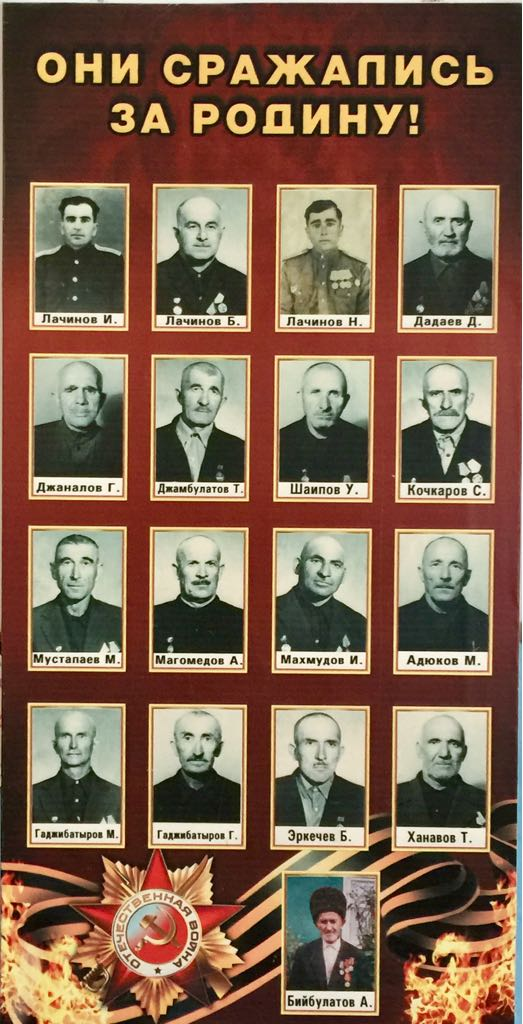 ОНИ СРАЖАЛИСЬ
ЗА РОДИНУ!
Лачинов И.
Лачинов Б.
Лачинов Н.
Дадаев Д.
Джаналов Г.
Джамбулатов Т.
Шаипов У.
Кочкаров С.
Мустапаев М.
Магомедов А.
Махмудов И.
Адюков М.
Гаджибатыров М.
Гаджибатыров Г.
Эркечев Б.
Ханавов Т.
ОТЕЧЕСТВЕННАЯ ВОЙНА
Бийбулатов А.